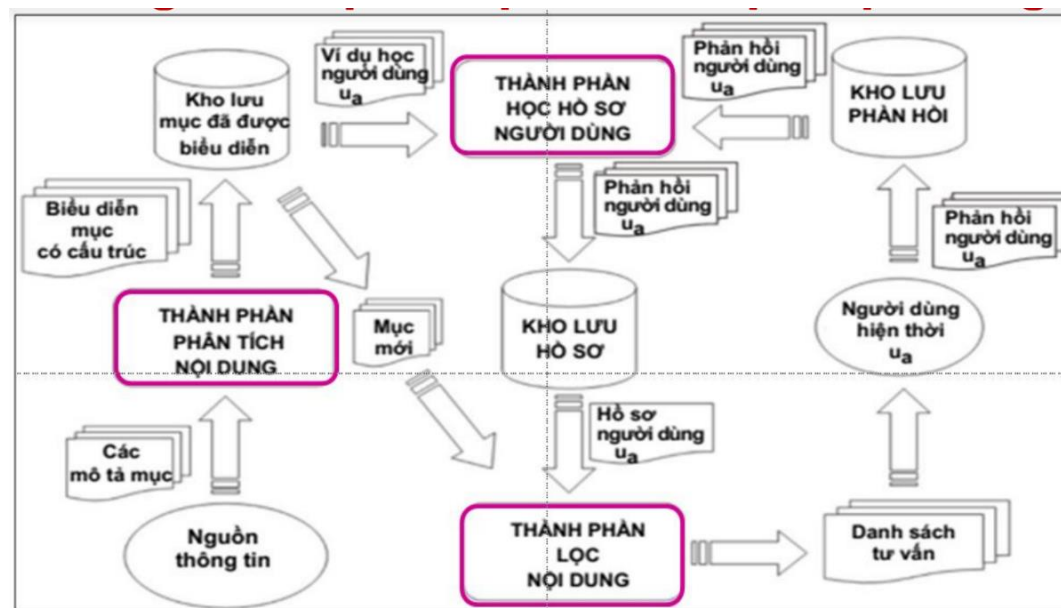 Ví dụ học
người dùng
ua
Phản hồi
người dùng
ua
Kho lưu
mục đã được
biểu diễn
THÀNH PHẦN
HỌC HỒ SƠ
NGƯỜI DÙNG
KHO LƯU
PHẢN HỒI
Biểu diễn
mục
có cấu trúc
Phản hồi
người dùng
ua
Phản hồi
người dùng
ua
THÀNH PHẦN
PHÂN TÍCH
NỘI DUNG
Mục
mới
KHO LƯU
HỒ SƠ
Người dùng
hiện thời
ua
Các
mô tả mục
Hồ sơ
người dùng
ua
Nguồn
thông tin
THÀNH PHẦN
LỌC
NỘI DUNG
Danh sách
tư vấn